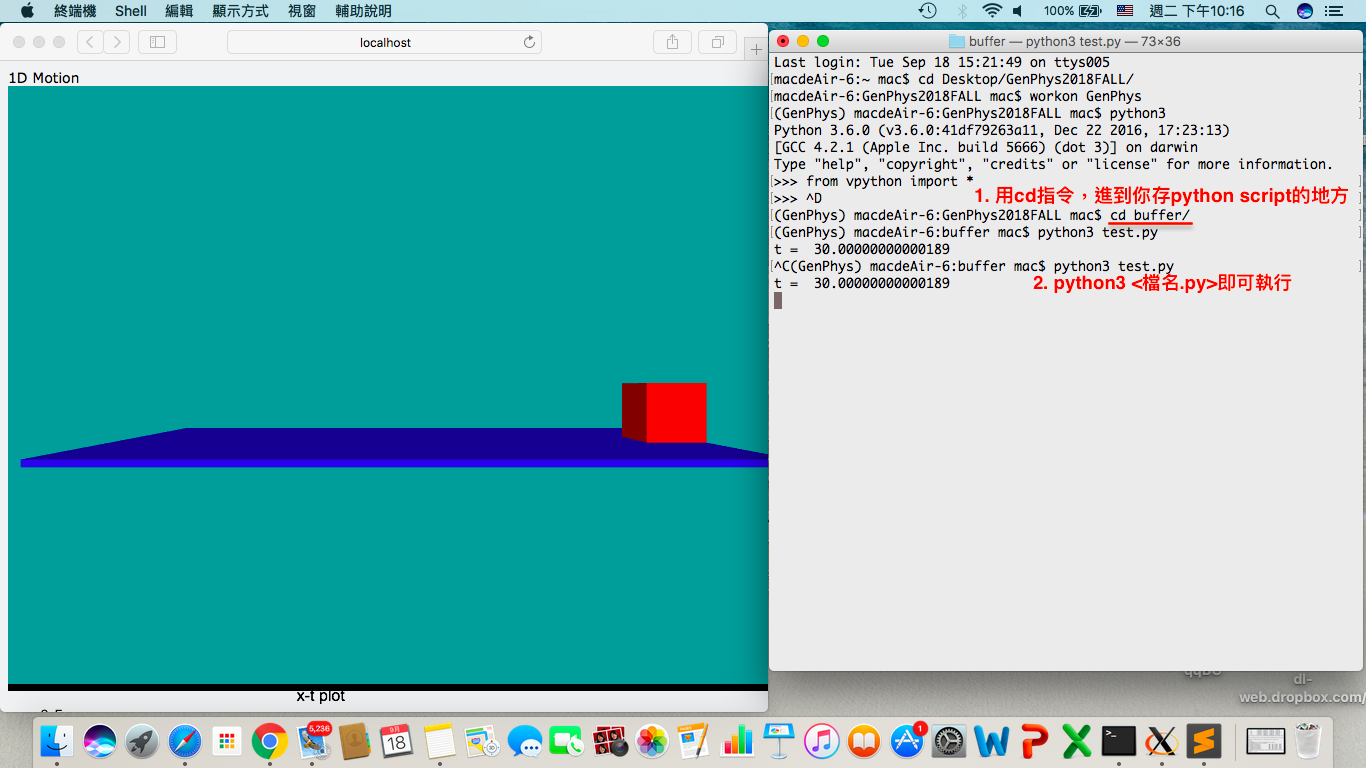 終端機 Shell 編輯 顯示方式 視窗 輔助說明 100% 週二 下午10:16
localhost
1D Motion
x-t plot
buffer — python3 test.py — 73×36
Last login: Tue Sep 18 15:21:49 on ttys005
[macdeAir-6:~ mac$ cd Desktop/GenPhys2018FALL/ ]
[macdeAir-6:GenPhys2018FALL mac$ workon GenPhys ]
[(GenPhys) macdeAir-6:GenPhys2018FALL mac$ python3 ]
Python 3.6.0 (v3.6.0:41df79263a11, Dec 22 2016, 17:23:13)
[GCC 4.2.1 (Apple Inc. build 5666) (dot 3)] on darwin
Type "help", "copyright", "credits" or "license" for more information.
[>>> from vpython import * ]
1. 用cd指令，進到你存python script的地方
[>>> ^D ]
[(GenPhys) macdeAir-6:GenPhys2018FALL mac$ cd buffer/ ]
[(GenPhys) macdeAir-6:buffer mac$ python3 test.py ]
t =  30.00000000000189
[^C(GenPhys) macdeAir-6:buffer mac$ python3 test.py ]
t =  30.00000000000189
2. python3 <檔名.py>即可執行
dl-
web.dropbox.com/
5,236
9月
18
30
1